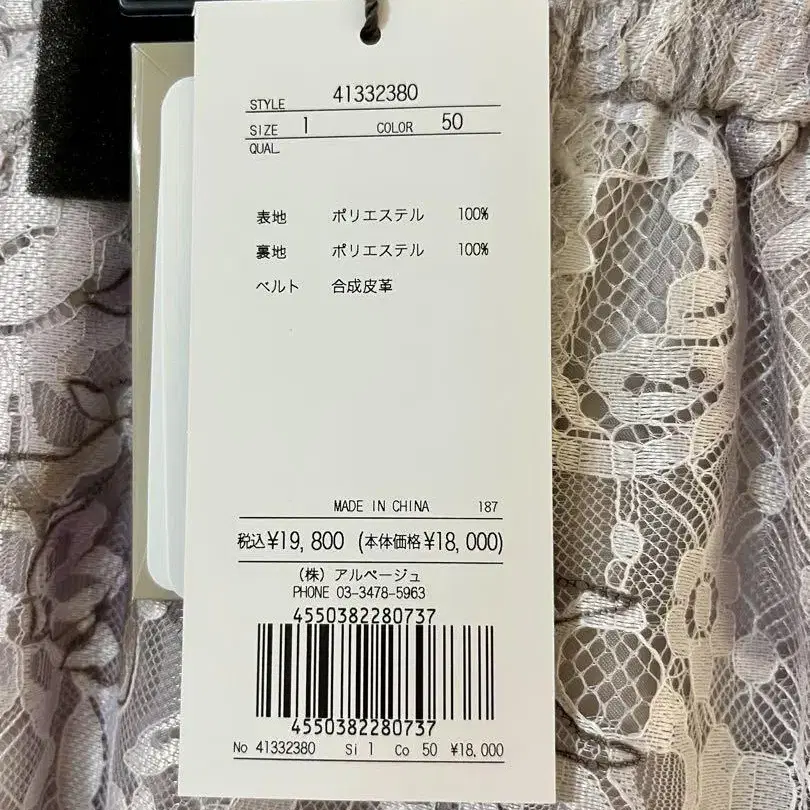 STYLE 41332380
SIZE 1 COLOR 50
QUAL
表地 ポリエステル 100%
裏地 ポリエステル 100%
ベルト 合成皮革
MADE IN CHINA 187
税込¥19,800 (本体価格¥18,000)
(株) アルページュ
PHONE 03-3478-5963
4550382280737
4550382280737
No 41332380 Si 1 Co 50 ¥18,000